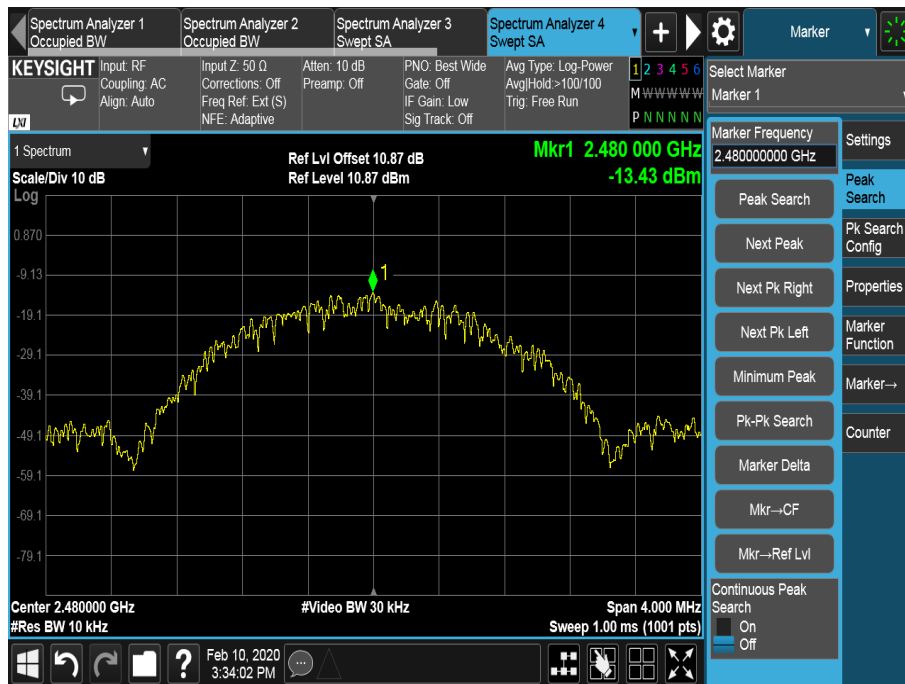 Spectrum Analyzer 1
Occupied BW
Spectrum Analyzer 2
Occupied BW
Spectrum Analyzer 3
Swept SA
Spectrum Analyzer 4
Swept SA
+
Marker
KEYSIGHT
LXI
Input: RF
Coupling: AC
Align: Auto
Input Z: 50 Ω
Corrections: Off
Freq Ref: Ext (S)
NFE: Adaptive
Atten: 10 dB
Preamp: Off
PNO: Best Wide
Gate: Off
IF Gain: Low
Sig Track: Off
Avg Type: Log-Power
Avg|Hold:>100/100
Trig: Free Run
1 2 3 4 5 6
M W W W W W
P N N N N N
Select Marker
Marker 1
1 Spectrum
Scale/Div 10 dB
Log
Ref Lvl Offset 10.87 dB
Ref Level 10.87 dBm
Mkr1 2.480 000 GHz
-13.43 dBm
0.870
-9.13
-19.1
-29.1
-39.1
-49.1
-59.1
-69.1
-79.1
1
Center 2.480000 GHz
#Res BW 10 kHz
#Video BW 30 kHz
Span 4.000 MHz
Sweep 1.00 ms (1001 pts)
Marker Frequency
2.480000000 GHz
Peak Search
Next Peak
Next Pk Right
Next Pk Left
Minimum Peak
Pk-Pk Search
Marker Delta
Mkr→CF
Mkr→Ref Lvl
Continuous Peak
Search
On
Off
Settings
Peak
Search
Pk Search
Config
Properties
Marker
Function
Marker→
Counter
?
Feb 10, 2020
3:34:02 PM